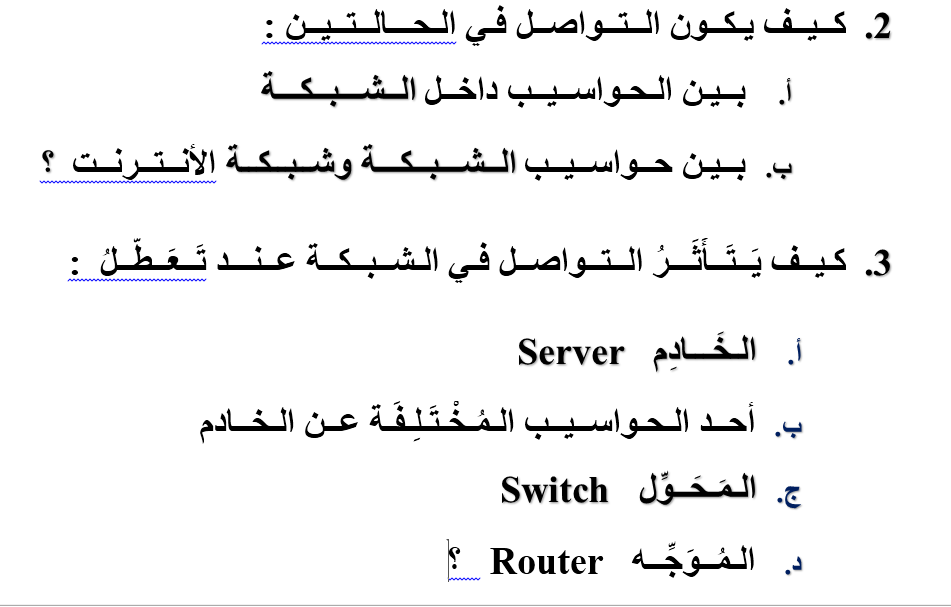 2. كـيـف يـكـون الـتـواصـل في الـحـالـتـيـن :
أ. بـيـن الـحـواسـيـب داخـل الـشـبـكـة
ب. بـيـن حـواسـيـب الـشـبـكـة وشـبـكـة الأنـتـرنـت ؟
3. كـيـف يَـتَـأَثَّـرُ الـتـواصـل في الـشـبـكـة عـنـد تَـعَـطّـلُ :
أ. الـخَـادِم Server
ب. أحـد الـحـواسـيـب الـمُـخْـتَـلِـفَـة عـن الـخـادم
ج. الـمَـحَـوِّل Switch
د. الـمُـوَجِّـه Router ؟